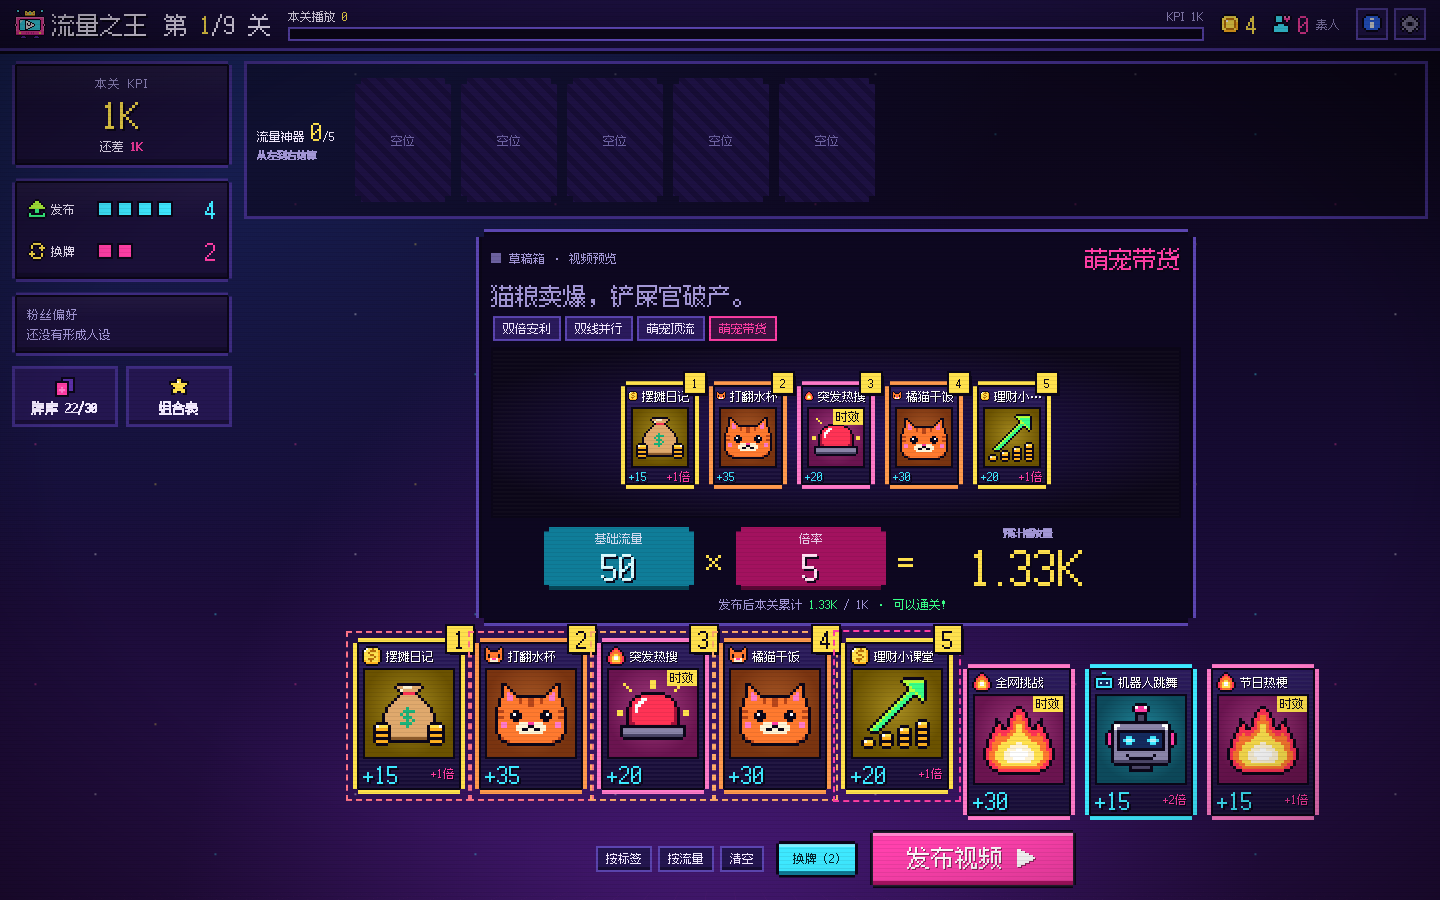 流量之王 第 1/9 关
本关播放 0
KPI 1K
4
0 素人
本关 KPI
1K
还差 1K
发布 4
换牌 2
粉丝偏好
还没有形成人设
牌库 22/30
组合表
流量神器 0/5
从左到右结算
空位
空位
空位
空位
空位
草稿箱 · 视频预览
萌宠带货
猫粮卖爆，铲屎官破产。
双倍安利
双线并行
萌宠顶流
萌宠带货
1
摆摊日记
+15 +1倍
2
打翻水杯
+35
3
突发热搜
时效
+20
4
橘猫干饭
+30
5
理财小…
+20 +1倍
基础流量
50
×
倍率
5
=
预计播放量
1.33K
发布后本关累计 1.33K / 1K · 可以通关!
1
摆摊日记
+15 +1倍
2
打翻水杯
+35
3
突发热搜
时效
+20
4
橘猫干饭
+30
5
理财小课堂
+20 +1倍
全网挑战
时效
+30
机器人跳舞
+15 +2倍
节日热梗
时效
+15 +1倍
按标签
按流量
清空
换牌 (2)
发布视频